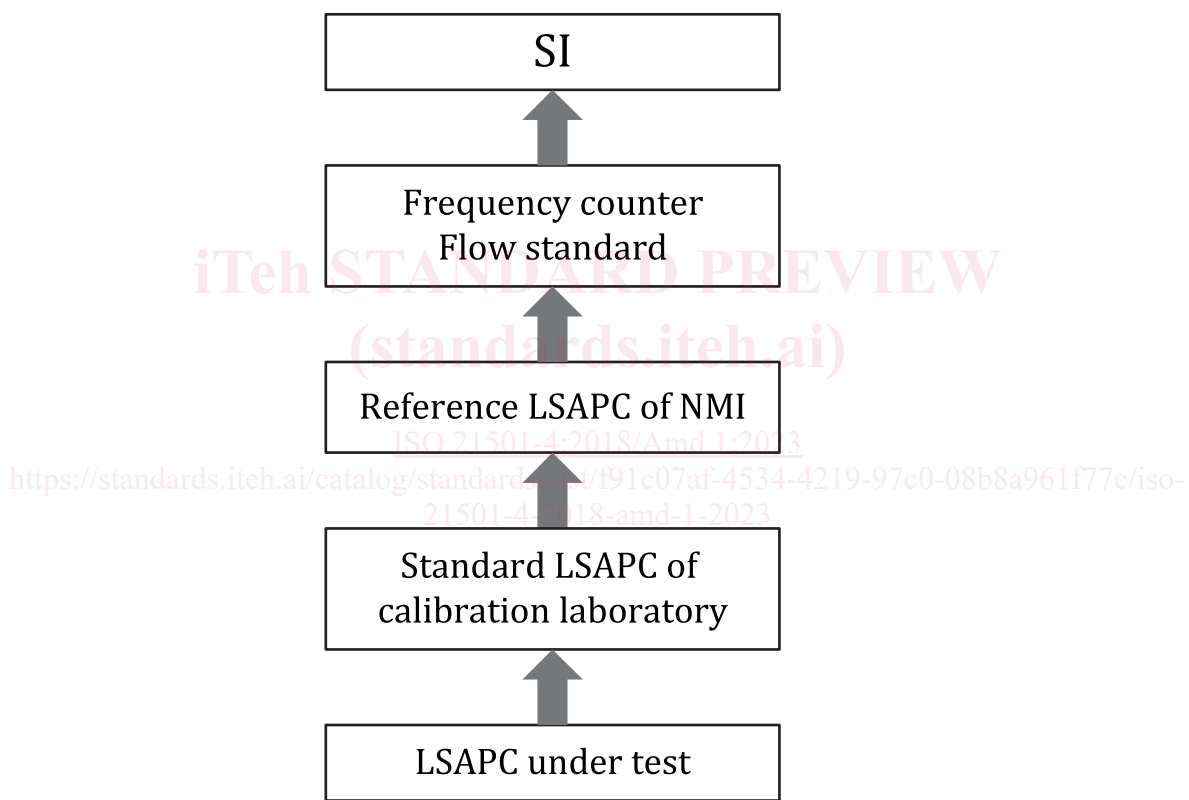 SI
Frequency counter
Flow standard
iTeh STANDARD PREVIEW
(standards.iteh.ai)
Reference LSAPC of NMI
ISO 21501-4:2018/Amd 1:2023
https://standards.iteh.ai/catalog/standards/sist/f91c07af-4534-4219-97c0-08b8a961f77c/iso-
21501-4-2018-amd-1-2023
Standard LSAPC of
calibration laboratory
LSAPC under test